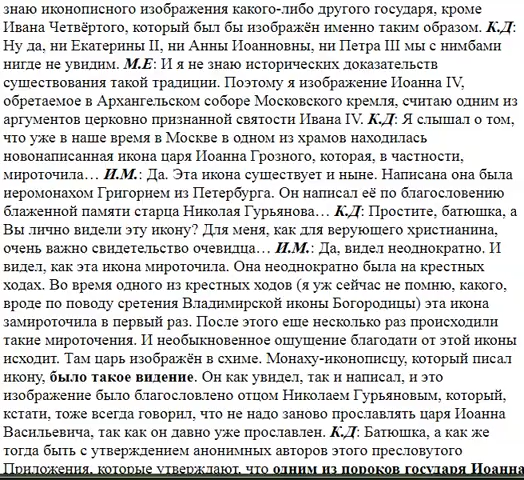 знаю иконописного изображения какого-либо другого государя, кроме
Ивана Четвёртого, который был бы изображён именно таким образом. К.Д:
Ну да, ни Екатерины II, ни Анны Иоанновны, ни Петра III мы с нимбами
нигде не увидим. М.Е: И я не знаю исторических доказательств
существования такой традиции. Поэтому я изображение Иоанна IV,
обретаемое в Архангельском соборе Московского кремля, считаю одним из
аргументов церковно признанной святости Ивана IV. К.Д: Я слышал о том,
что уже в наше время в Москве в одном из храмов находилась
новонаписанная икона царя Иоанна Грозного, которая, в частности,
мироточила… И.М.: Да. Эта икона существует и ныне. Написана она была
иеромонахом Григорием из Петербурга. Он написал её по благословению
блаженной памяти старца Николая Гурьянова… К.Д: Простите, батюшка, а
Вы лично видели эту икону? Для меня, как для верующего христианина,
очень важно свидетельство очевидца… И.М.: Да, видел неоднократно. И
видел, как эта икона мироточила. Она неоднократно была на крестных
ходах. Во время одного из крестных ходов (я уж сейчас не помню, какого,
вроде по поводу сретения Владимирской иконы Богородицы) эта икона
замироточила в первый раз. После этого еще несколько раз происходили
такие мироточения. И необыкновенное ощушение благодати от этой иконы
исходит. Там царь изображён в схиме. Монаху-иконописцу, который писал
икону, было такое видение. Он как увидел, так и написал, и это
изображение было благословлено отцом Николаем Гурьяновым, который,
кстати, тоже всегда говорил, что не надо заново прославлять царя Иоанна
Васильевича, так как он давно уже прославлен. К.Д: Батюшка, а как же
тогда быть с утверждением анонимных авторов этого пресловутого
Приложения, которые утверждают, что одним из пороков государя Иоанна